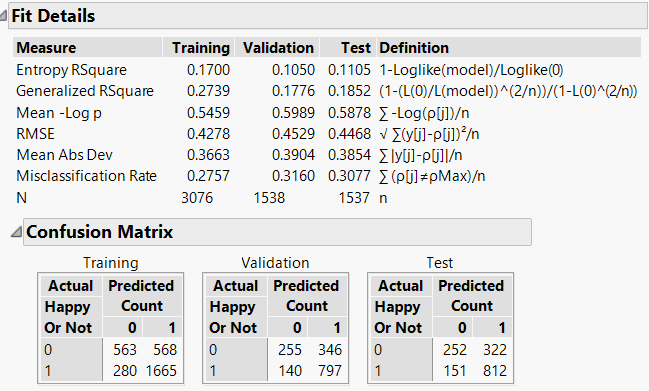 Fit Details
Measure Training Validation Test Definition
Entropy RSquare 0.1700 0.1050 0.1105 1-Loglike(model)/Loglike(0)
Generalized RSquare 0.2739 0.1776 0.1852 (1-(L(0)/L(model))^(2/n))/(1-L(0)^(2/n))
Mean -Log p 0.5459 0.5989 0.5878 ∑ -Log(ρ[j])/n
RMSE 0.4278 0.4529 0.4468 √ ∑(y[j]-ρ[j])²/n
Mean Abs Dev 0.3663 0.3904 0.3854 ∑ |y[j]-ρ[j]|/n
Misclassification Rate 0.2757 0.3160 0.3077 ∑ (ρ[j]≠ρMax)/n
N 3076 1538 1537 n
Confusion Matrix
Training Validation Test
Actual Predicted Actual Predicted Actual Predicted
Happy Count Happy Count Happy Count
Or Not 0 1 Or Not 0 1 Or Not 0 1
0 563 568 0 255 346 0 252 322
1 280 1665 1 140 797 1 151 812